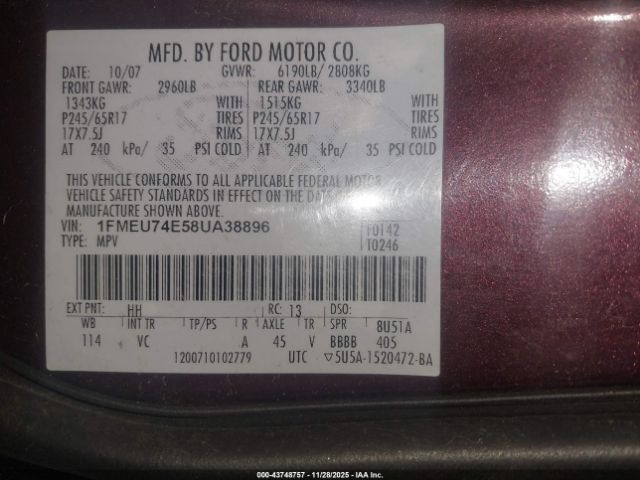 MFD. BY FORD MOTOR CO.
DATE: 10/07 GVWR: 6190LB/ 2808KG
FRONT GAWR: 2960LB REAR GAWR: 3340LB
1343KG WITH 1515KG WITH
P245/65R17 TIRES P245/65R17 TIRES
17X7.5J RIMS 17X7.5J RIMS
AT 240 kPa/ 35 PSI COLD AT 240 kPa/ 35 PSI COLD
THIS VEHICLE CONFORMS TO ALL APPLICABLE FEDERAL MOTOR
VEHICLE SAFETY STANDARDS IN EFFECT ON THE DATE OF
MANUFACTURE SHOWN ABOVE.
VIN: 1FMEU74E58UA38896 F0142
TYPE: MPV T0246
EXT PNT: HH RC: 13 DSO:
WB INT TR TP/PS R AXLE TR SPR 8U51A
114 VC A 45 V BBBB 405
1200710102779 UTC ▽5U5A-1520472-BA
000-43748757 - 11/28/2025 - IAA Inc.